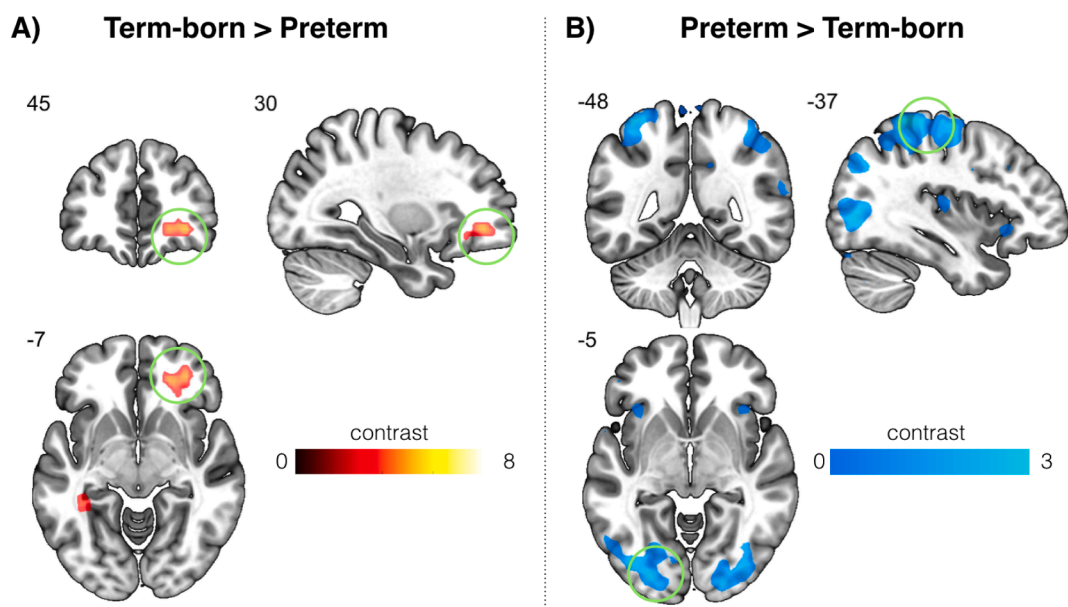 A) Term-born > Preterm
45
30
-7
contrast
0 8
B) Preterm > Term-born
-48
-37
-5
contrast
0 3